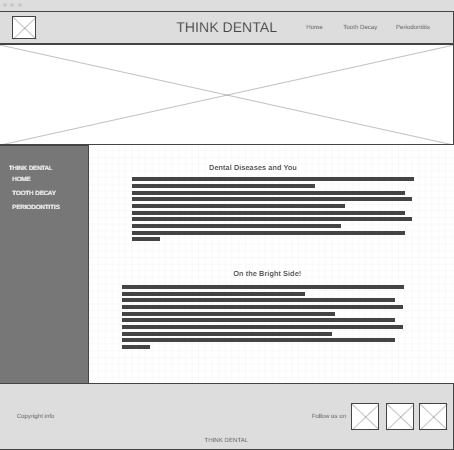 THINK DENTAL
Home Tooth Decay Periodontitis
THINK DENTAL
HOME
TOOTH DECAY
PERIODONTITIS
Dental Diseases and You
On the Bright Side!
Copyright info
Follow us on
THINK DENTAL